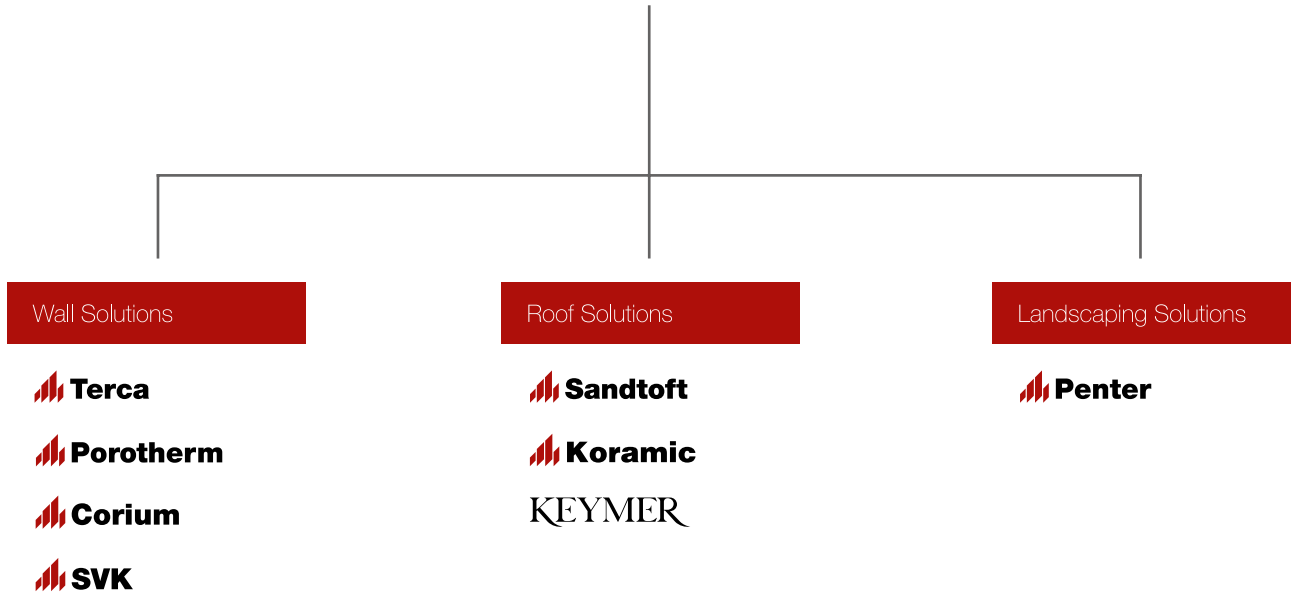 Wall Solutions
Terca
Porotherm
Corium
SVK
Roof Solutions
Sandtoft
Koramic
KEYMER
Landscaping Solutions
Penter